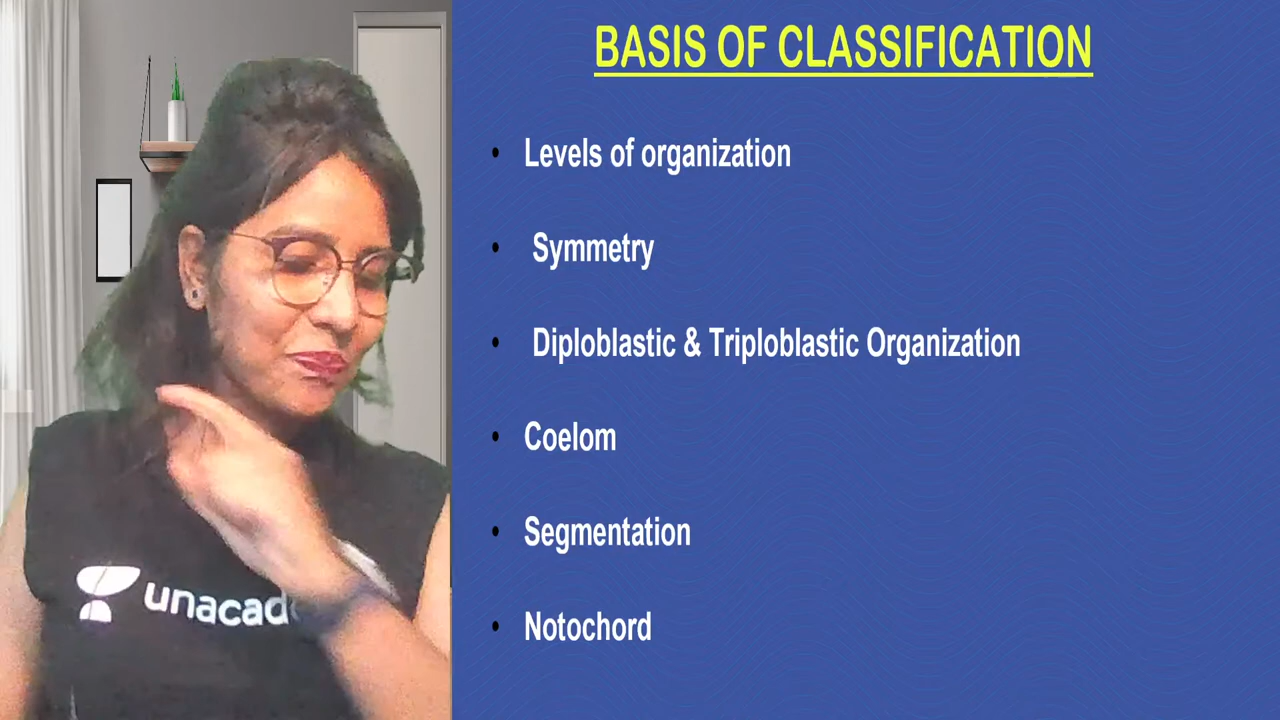 BASIS OF CLASSIFICATION
• Levels of organization
• Symmetry
• Diploblastic & Triploblastic Organization
• Coelom
• Segmentation
• Notochord
unacad